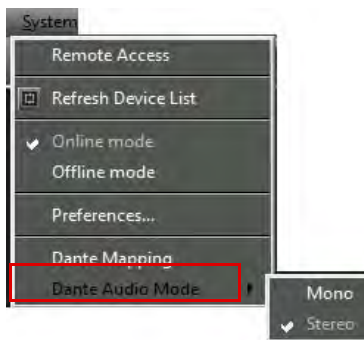 System
Remote Access
Refresh Device List
Online mode
Offline mode
Preferences...
Dante Mapping
Dante Audio Mode
Mono
Stereo